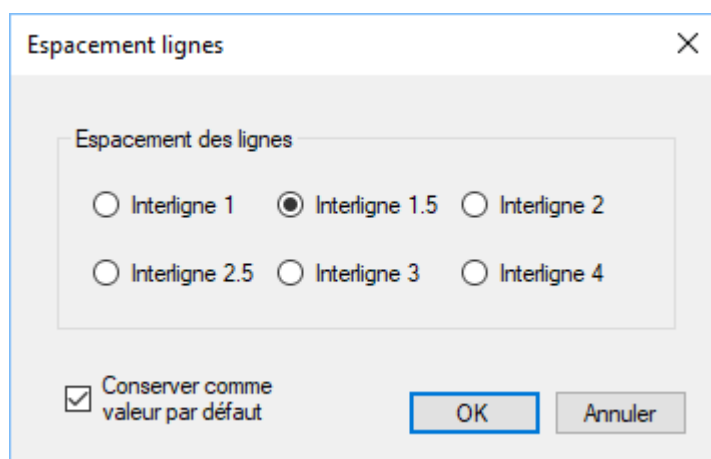 Espacement lignes
Espacement des lignes
Interligne 1 Interligne 1.5 Interligne 2
Interligne 2.5 Interligne 3 Interligne 4
Conserver comme
valeur par défaut
OK Annuler